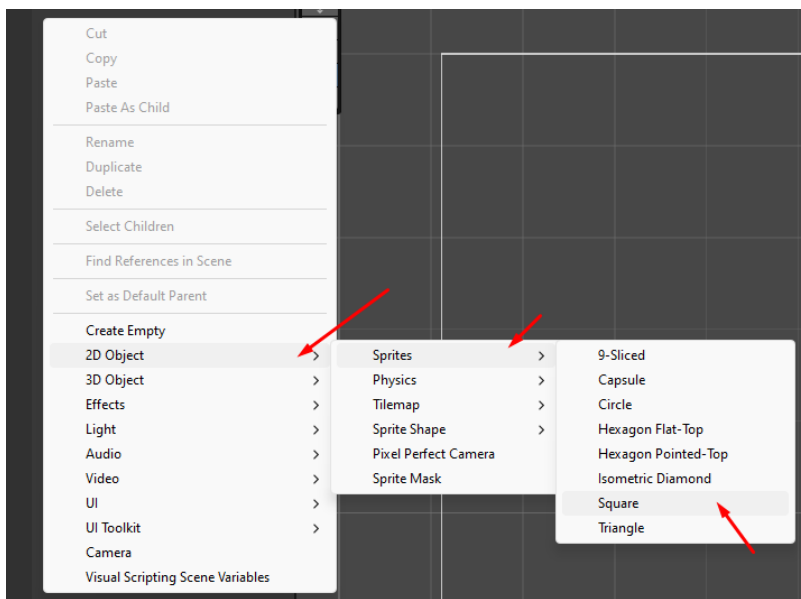 Cut
Copy
Paste
Paste As Child
Rename
Duplicate
Delete
Select Children
Find References in Scene
Set as Default Parent
Create Empty
2D Object
3D Object
Effects
Light
Audio
Video
UI
UI Toolkit
Camera
Visual Scripting Scene Variables
Sprites
Physics
Tilemap
Sprite Shape
Pixel Perfect Camera
Sprite Mask
9-Sliced
Capsule
Circle
Hexagon Flat-Top
Hexagon Pointed-Top
Isometric Diamond
Square
Triangle